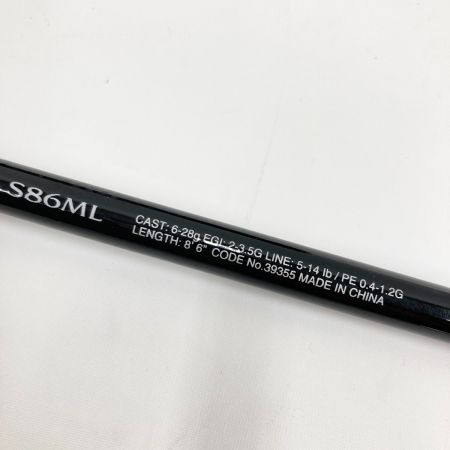 S86ML
CAST: 6-28g EGI: 2-3.5G LINE: 5-14 lb / PE 0.4-1.2G
LENGTH: 8'6" CODE No.39355 MADE IN CHINA